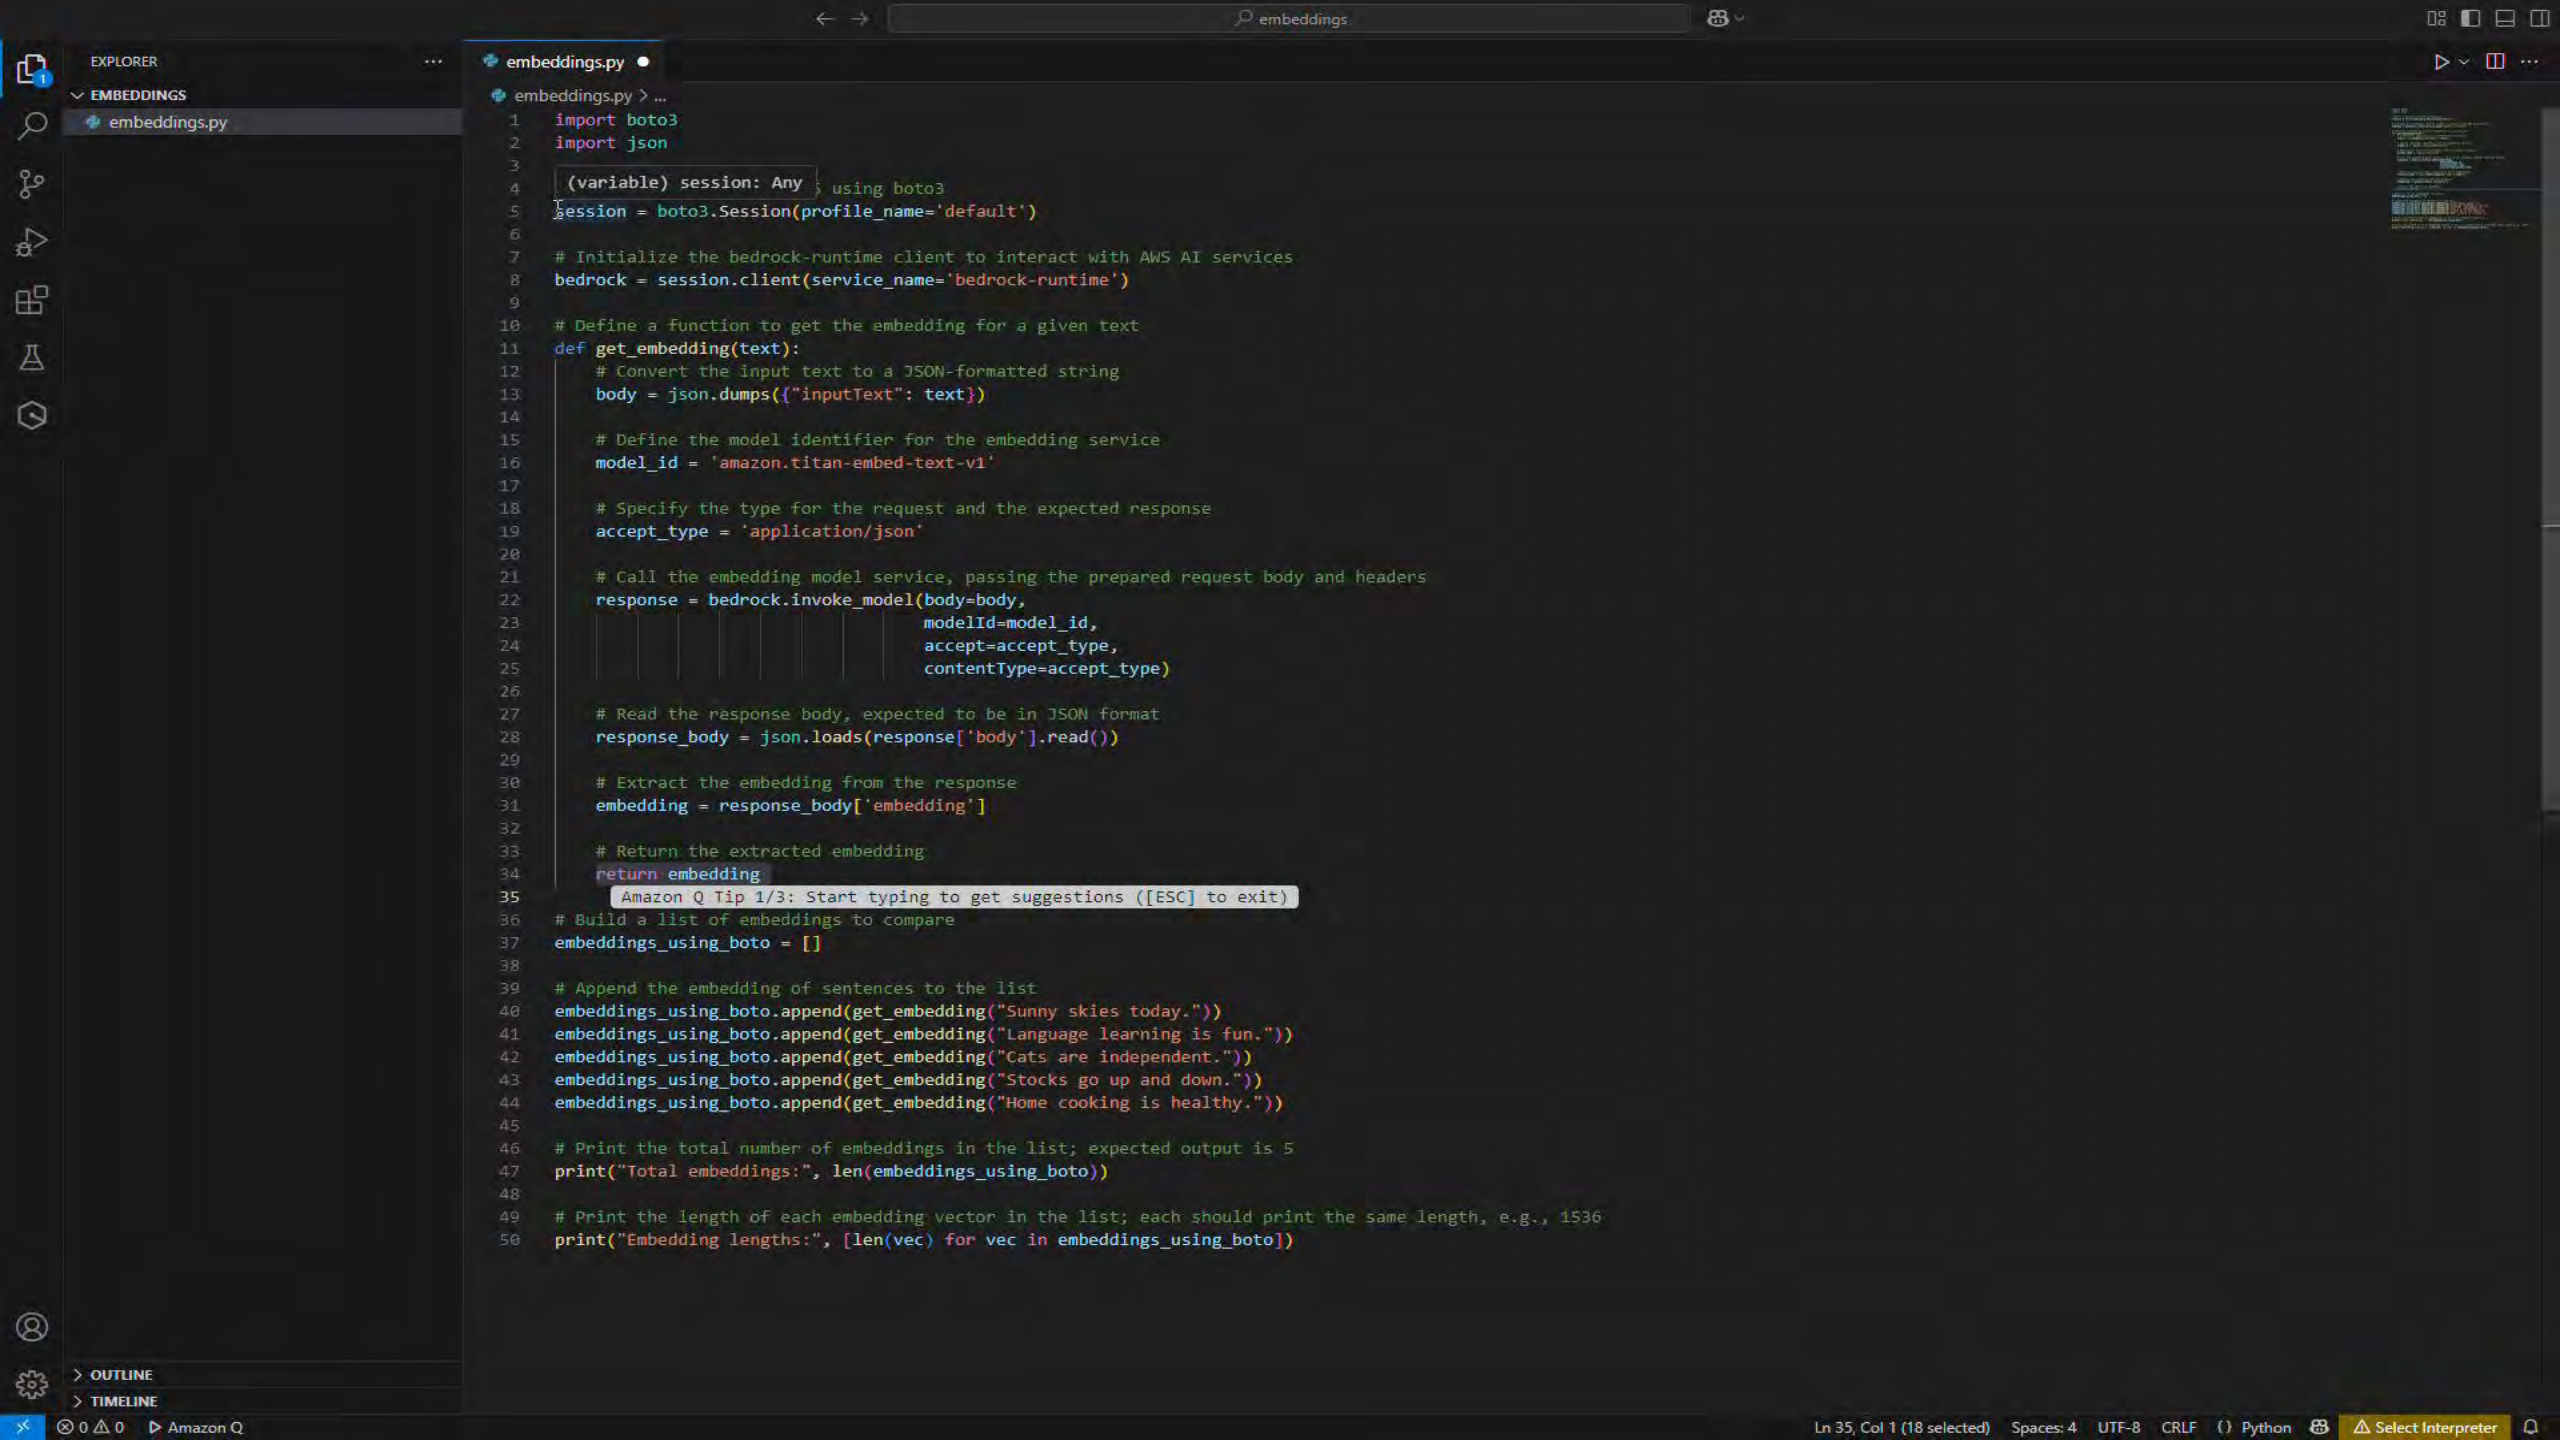 embeddings
EXPLORER
EMBEDDINGS
embeddings.py
1
embeddings.py
embeddings.py > ...
1 import boto3
2 import json
3
(variable) session: Any
4 using boto3
5 session = boto3.Session(profile_name='default')
6
7 # Initialize the bedrock-runtime client to interact with AWS AI services
8 bedrock = session.client(service_name='bedrock-runtime')
9
10 # Define a function to get the embedding for a given text
11 def get_embedding(text):
12 # Convert the input text to a JSON-formatted string
13 body = json.dumps({"inputText": text})
14
15 # Define the model identifier for the embedding service
16 model_id = 'amazon.titan-embed-text-v1'
17
18 # Specify the type for the request and the expected response
19 accept_type = 'application/json'
20
21 # Call the embedding model service, passing the prepared request body and headers
22 response = bedrock.invoke_model(body=body,
23 modelId=model_id,
24 accept=accept_type,
25 contentType=accept_type)
26
27 # Read the response body, expected to be in JSON format
28 response_body = json.loads(response['body'].read())
29
30 # Extract the embedding from the response
31 embedding = response_body['embedding']
32
33 # Return the extracted embedding
34 return embedding
35 Amazon Q Tip 1/3: Start typing to get suggestions ([ESC] to exit)
36 # Build a list of embeddings to compare
37 embeddings_using_boto = []
38
39 # Append the embedding of sentences to the list
40 embeddings_using_boto.append(get_embedding("Sunny skies today."))
41 embeddings_using_boto.append(get_embedding("Language learning is fun."))
42 embeddings_using_boto.append(get_embedding("Cats are independent."))
43 embeddings_using_boto.append(get_embedding("Stocks go up and down."))
44 embeddings_using_boto.append(get_embedding("Home cooking is healthy."))
45
46 # Print the total number of embeddings in the list; expected output is 5
47 print("Total embeddings:", len(embeddings_using_boto))
48
49 # Print the length of each embedding vector in the list; each should print the same length, e.g., 1536
50 print("Embedding lengths:", [len(vec) for vec in embeddings_using_boto])
OUTLINE
TIMELINE
0 0 Amazon Q
Ln 35, Col 1 (18 selected) Spaces: 4 UTF-8 CRLF {} Python Select Interpreter